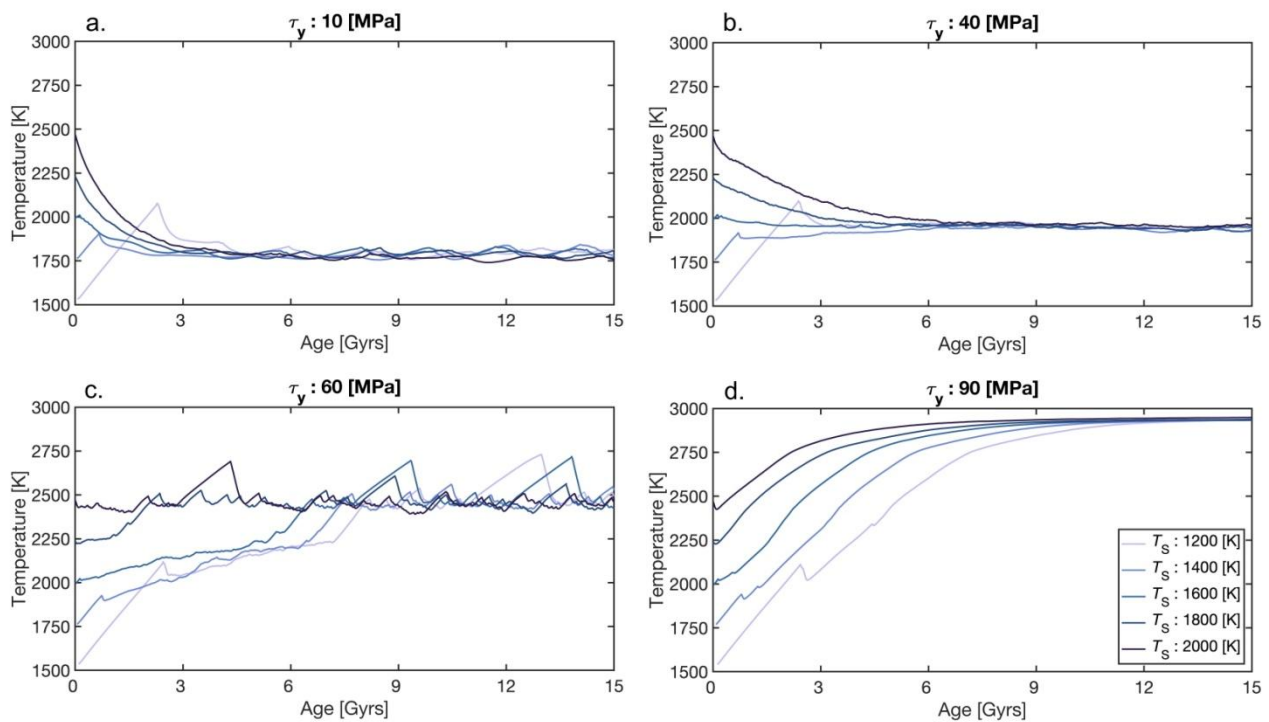 a.
τy : 10 [MPa]
3000
2750
2500
2250
2000
1750
1500
Temperature [K]
0 3 6 9 12 15
Age [Gyrs]
b.
τy : 40 [MPa]
3000
2750
2500
2250
2000
1750
1500
Temperature [K]
0 3 6 9 12 15
Age [Gyrs]
c.
τy : 60 [MPa]
3000
2750
2500
2250
2000
1750
1500
Temperature [K]
0 3 6 9 12 15
Age [Gyrs]
d.
τy : 90 [MPa]
3000
2750
2500
2250
2000
1750
1500
Temperature [K]
0 3 6 9 12 15
Age [Gyrs]
TS : 1200 [K]
TS : 1400 [K]
TS : 1600 [K]
TS : 1800 [K]
TS : 2000 [K]